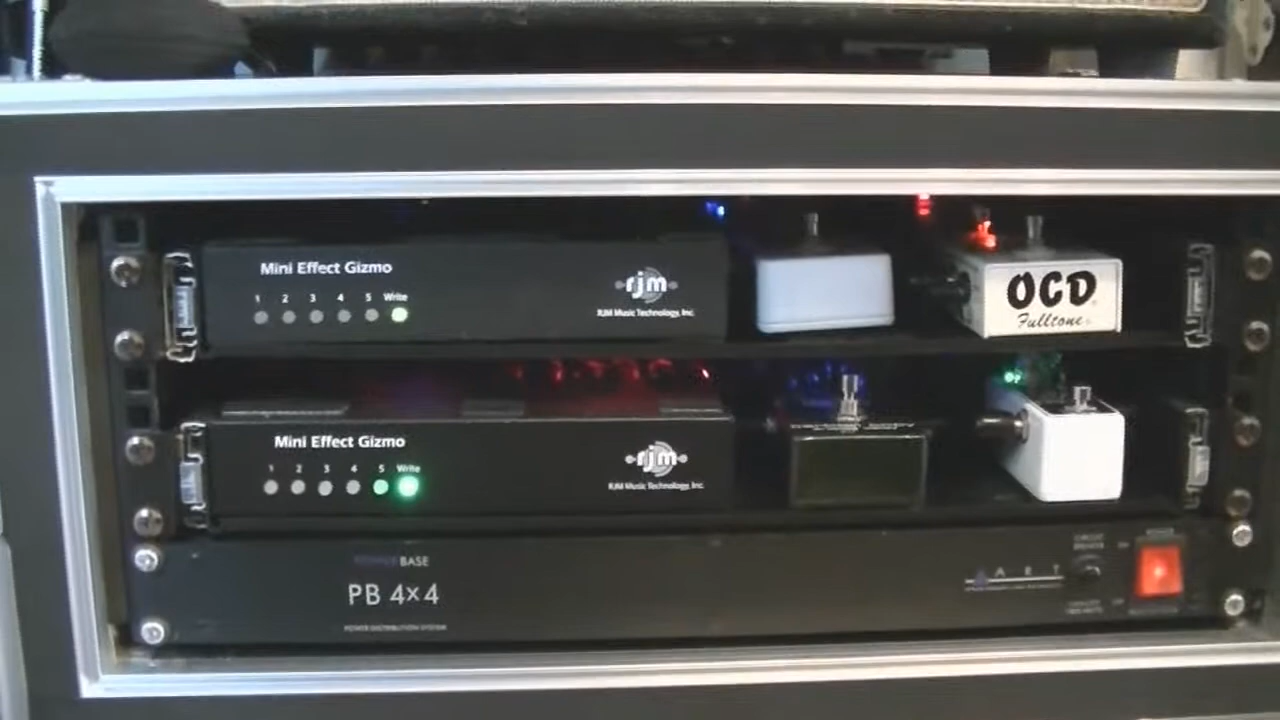 Mini Effect Gizmo
1 2 3 4 5 Write
rjm
RJM Music Technology, Inc.
OCD
Fulltone
Mini Effect Gizmo
1 2 3 4 5 Write
rjm
RJM Music Technology, Inc.
BASE
PB 4×4
POWER DISTRIBUTION SYSTEM
ART
CIRCUIT
BREAKER